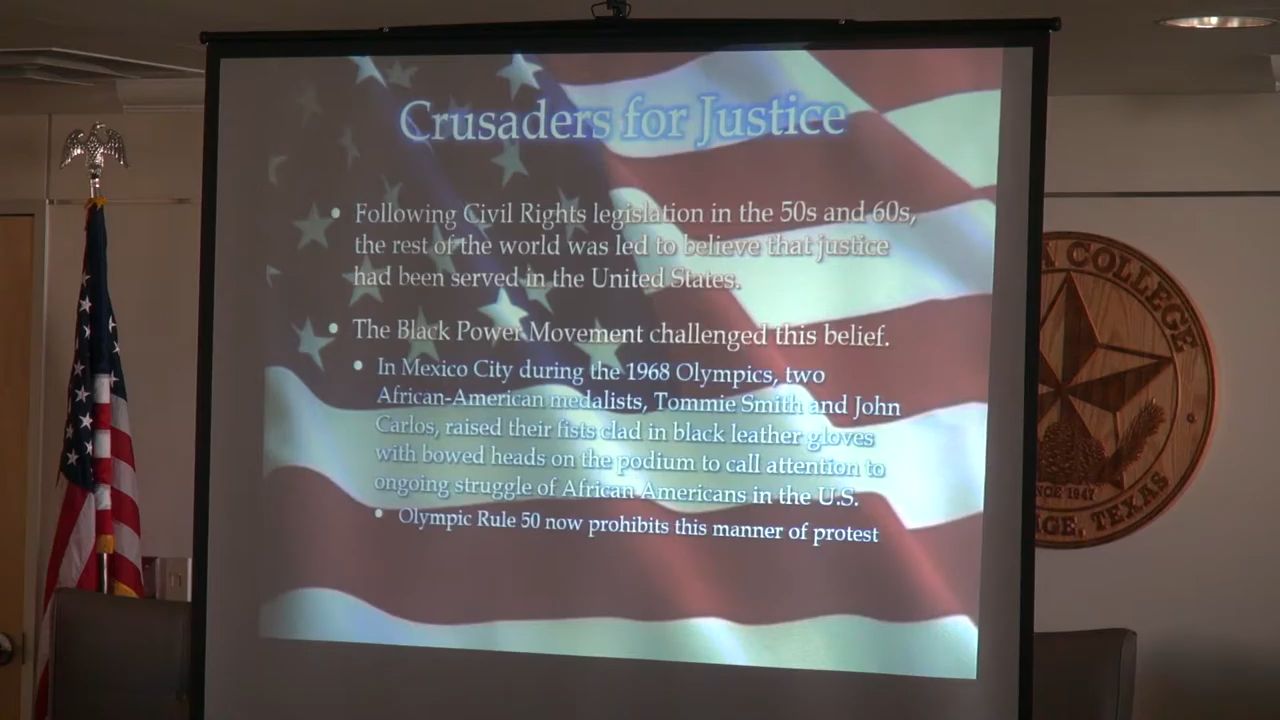 Crusaders for Justice
• Following Civil Rights legislation in the 50s and 60s,
the rest of the world was led to believe that justice
had been served in the United States.
• The Black Power Movement challenged this belief.
• In Mexico City during the 1968 Olympics, two
African-American medalists, Tommie Smith and John
Carlos, raised their fists clad in black leather gloves
with bowed heads on the podium to call attention to
ongoing struggle of African Americans in the U.S.
• Olympic Rule 50 now prohibits this manner of protest
COLLEGE
1947
TEXAS